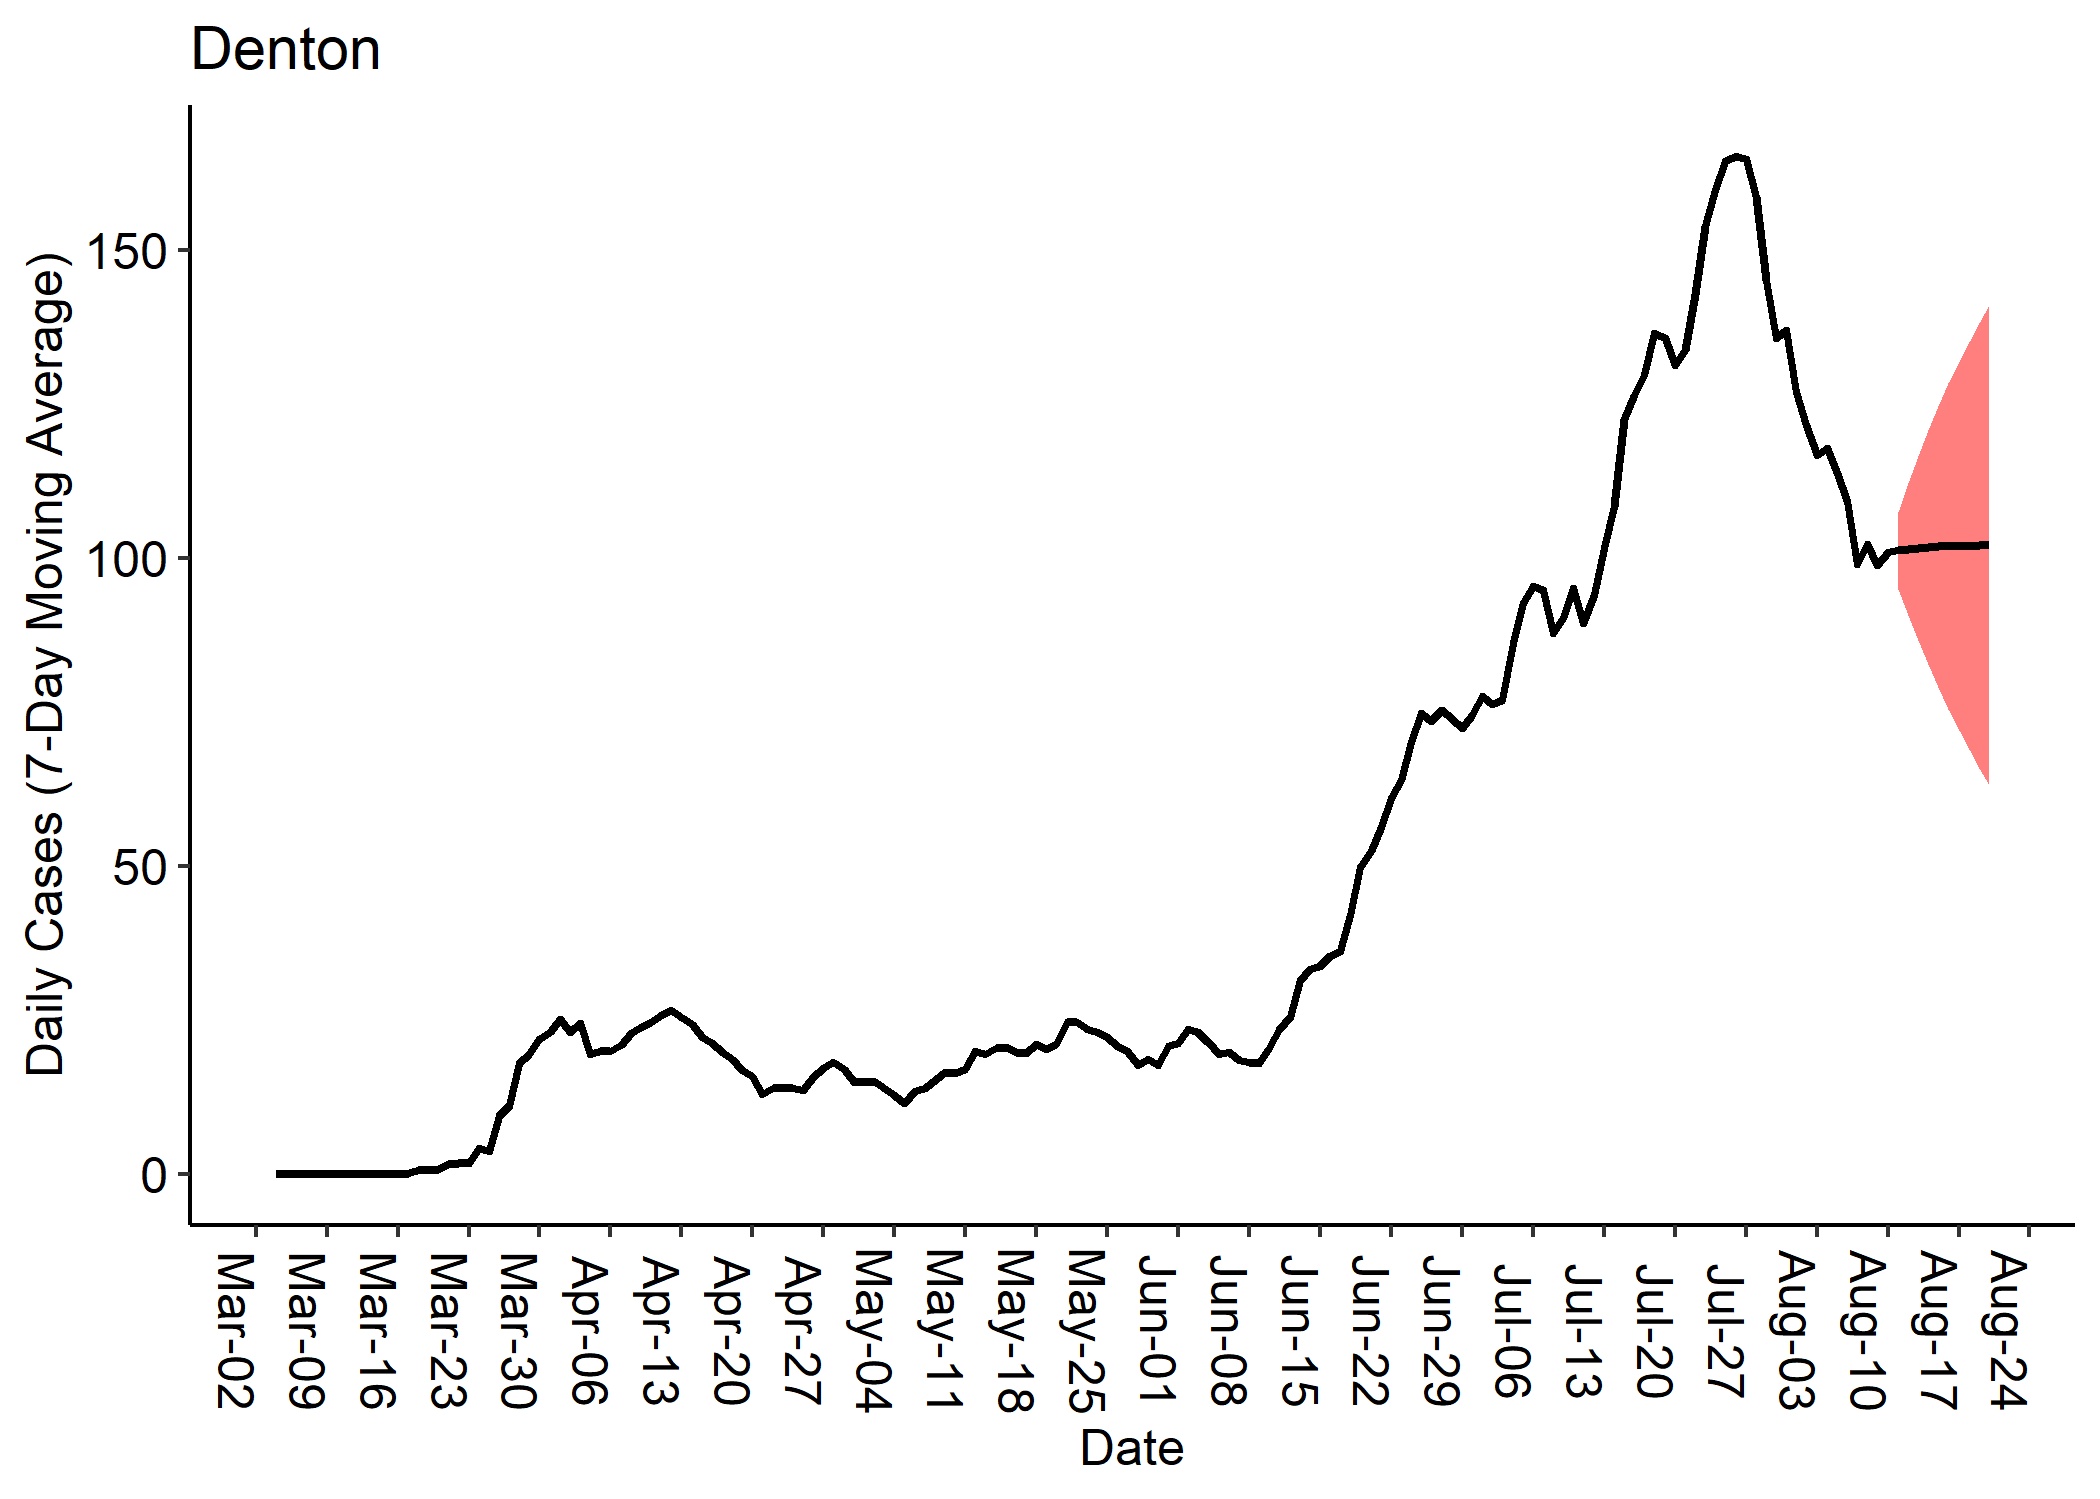 Denton
Daily Cases (7-Day Moving Average)
150
100
50
0
Mar-02
Mar-09
Mar-16
Mar-23
Mar-30
Apr-06
Apr-13
Apr-20
Apr-27
May-04
May-11
May-18
May-25
Jun-01
Jun-08
Jun-15
Jun-22
Jun-29
Jul-06
Jul-13
Jul-20
Jul-27
Aug-03
Aug-10
Aug-17
Aug-24
Date